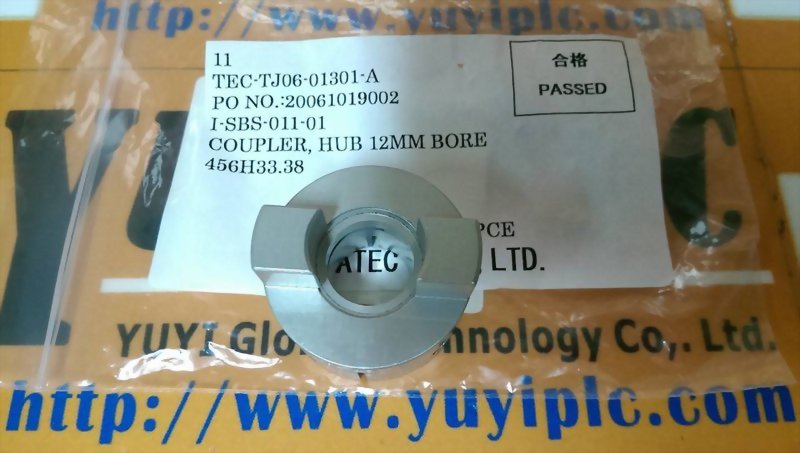 http://www.yuyiplc.com
11
TEC-TJ06-01301-A
PO NO.:20061019002
I-SBS-011-01
COUPLER, HUB 12MM BORE
456H33.38
合格
PASSED
PCE
ATEC LTD.
YUYI Glo nology Co,. Ltd.
http://www.yuyiplc.com